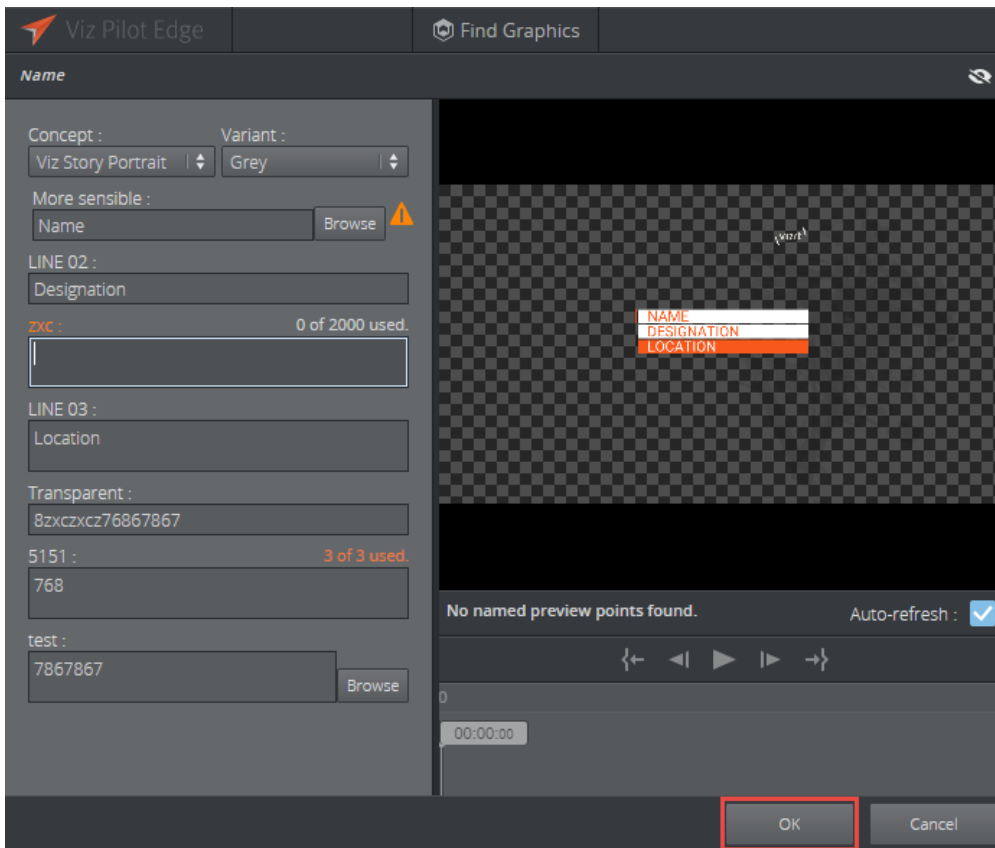 Viz Pilot Edge
Find Graphics
Name
Concept :
Variant :
Viz Story Portrait
Grey
More sensible :
Name
Browse
LINE 02 :
Designation
zxc :
0 of 2000 used.
LINE 03 :
Location
Transparent :
8zxczxcz76867867
5151 :
3 of 3 used.
768
test :
7867867
Browse
vizrt
NAME
DESIGNATION
LOCATION
No named preview points found.
Auto-refresh :
0
00:00:00
OK
Cancel